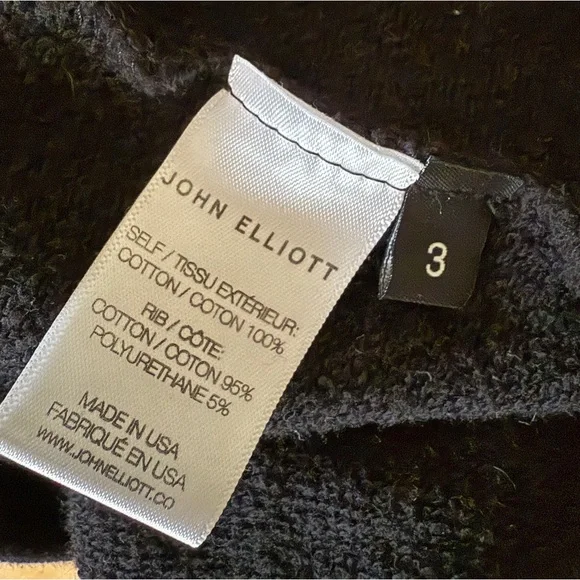 JOHN ELLIOTT
SELF / TISSU EXTÉRIEUR:
COTTON / COTON 100%
RIB / CÔTE:
COTTON / COTON 95%
POLYURETHANE 5%
MADE IN USA
FABRIQUÉ EN USA
WWW.JOHNELLIOTT.CO
3